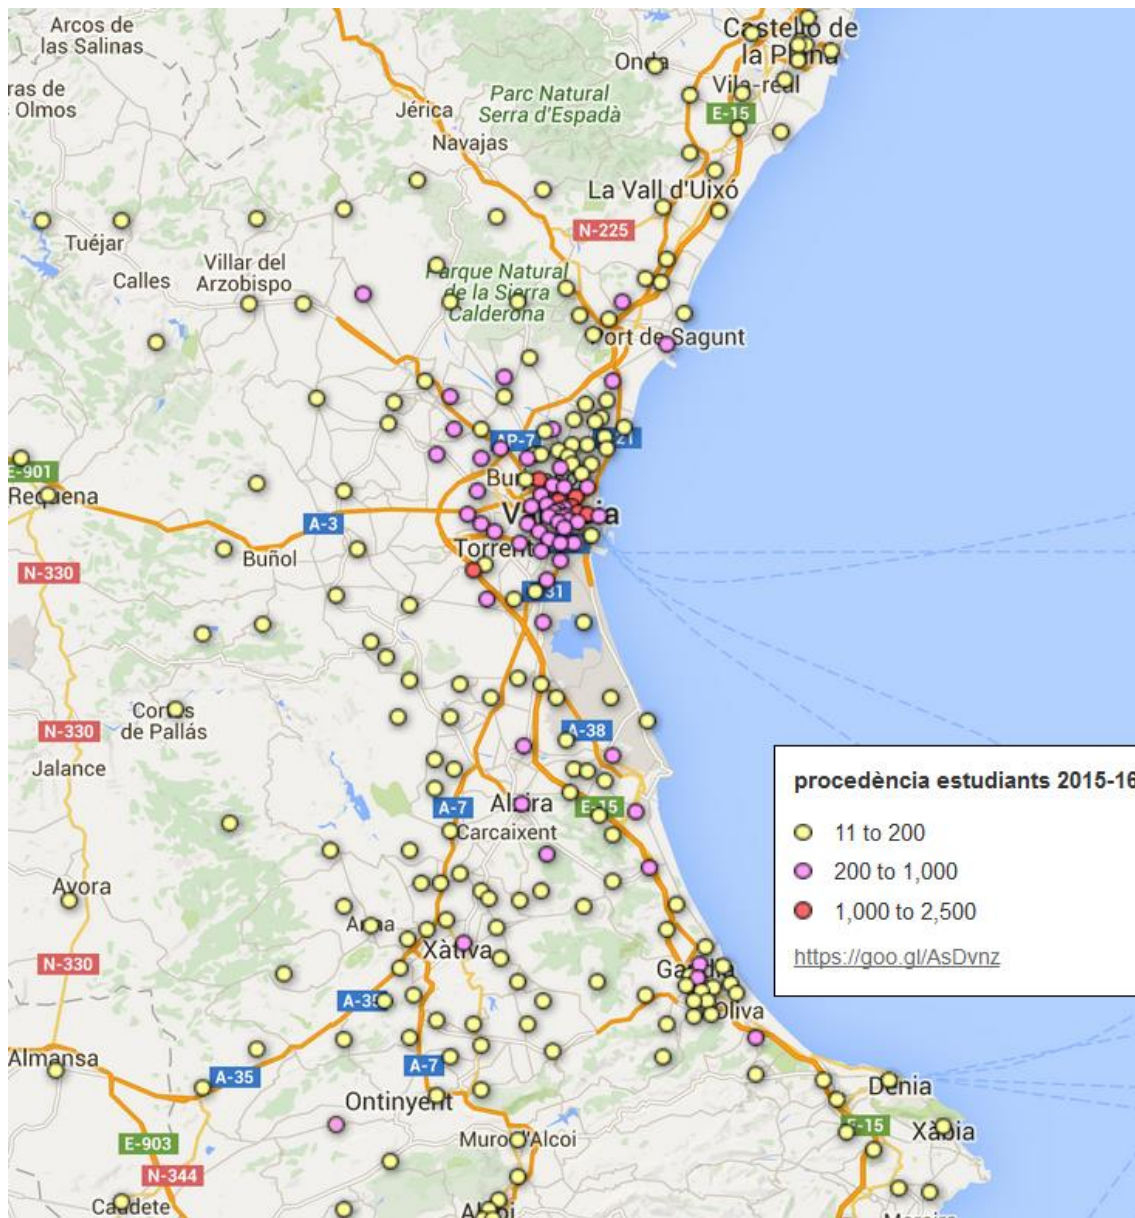 Arcos de
las Salinas
Castelló de
la Plana
Onda
Vila-real
ras de
Olmos
Jérica
Parc Natural
Serra d'Espadà
E-15
Navajas
La Vall d'Uixó
N-225
Tuéjar
Calles
Villar del
Arzobispo
Parque Natural
de la Sierra
Calderona
Port de Sagunt
AP-7
E-901
Requena
A-3
Buñol
Torrent
N-330
Cortes
de Pallás
N-330
A-38
Jalance
A-7
Alzira
E-15
Carcaixent
procedència estudiants 2015-16
11 to 200
200 to 1,000
1,000 to 2,500
https://goo.gl/AsDvnz
Ayora
Anna
Xàtiva
N-330
Gandia
A-35
Oliva
Almansa
A-35
A-7
Dénia
Ontinyent
E-15
Xàbia
E-903
Muro d'Alcoi
N-344
Caudete
Alcoi